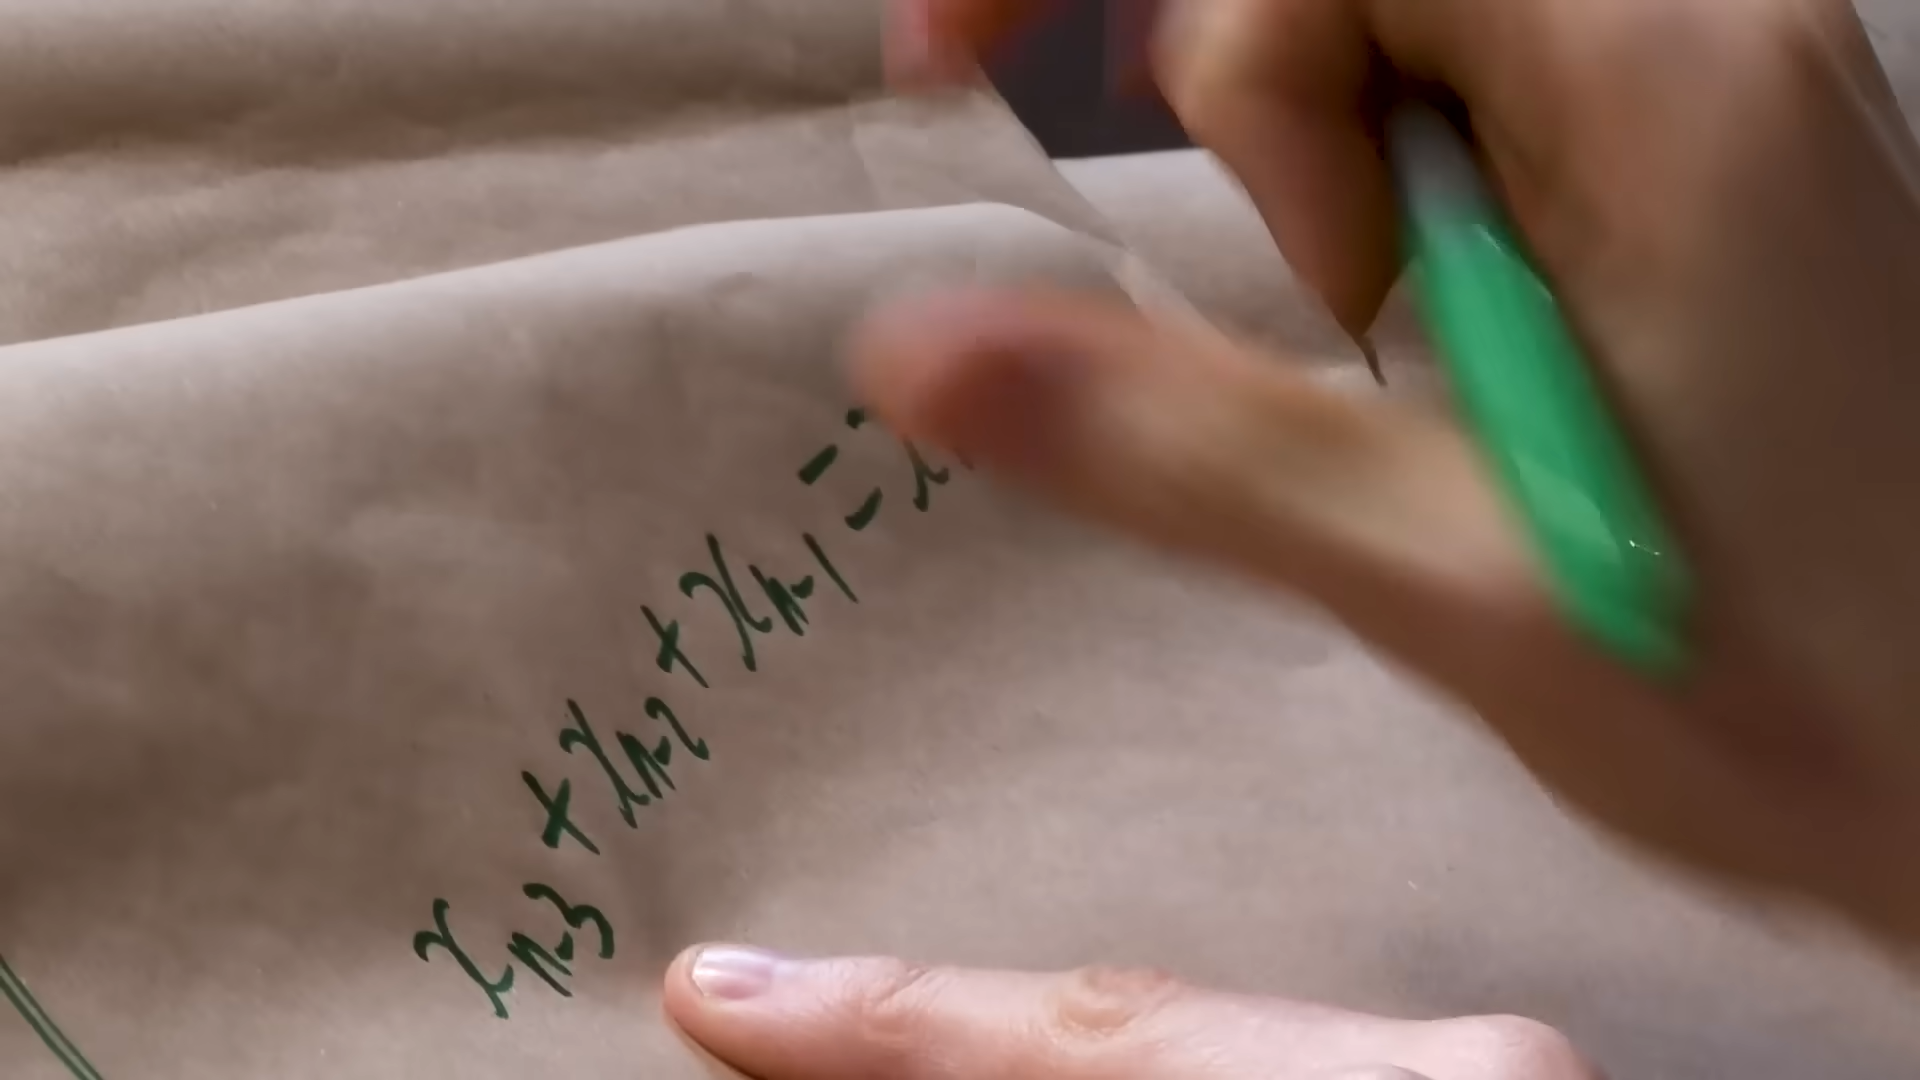 xₙ₋₃ + xₙ₋₂ + xₙ₋₁ = x